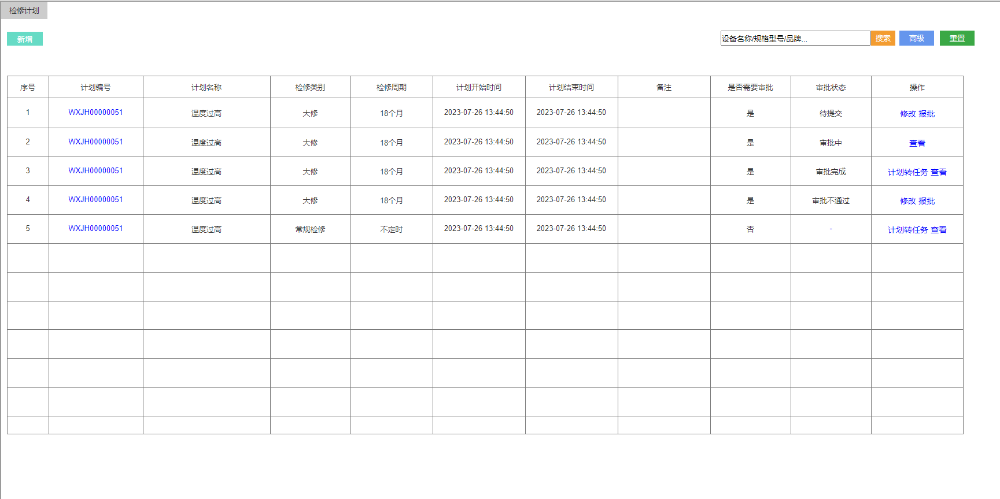 检修计划
新增
设备名称/规格型号/品牌... 搜索 高级 重置
序号 计划编号 计划名称 检修类别 检修周期 计划开始时间 计划结束时间 备注 是否需要审批 审批状态 操作
1 WXJH00000051 温度过高 大修 18个月 2023-07-26 13:44:50 2023-07-26 13:44:50 是 待提交 修改 报批
2 WXJH00000051 温度过高 大修 18个月 2023-07-26 13:44:50 2023-07-26 13:44:50 是 审批中 查看
3 WXJH00000051 温度过高 大修 18个月 2023-07-26 13:44:50 2023-07-26 13:44:50 是 审批完成 计划转任务 查看
4 WXJH00000051 温度过高 大修 18个月 2023-07-26 13:44:50 2023-07-26 13:44:50 是 审批不通过 修改 报批
5 WXJH00000051 温度过高 常规检修 不定时 2023-07-26 13:44:50 2023-07-26 13:44:50 否 - 计划转任务 查看